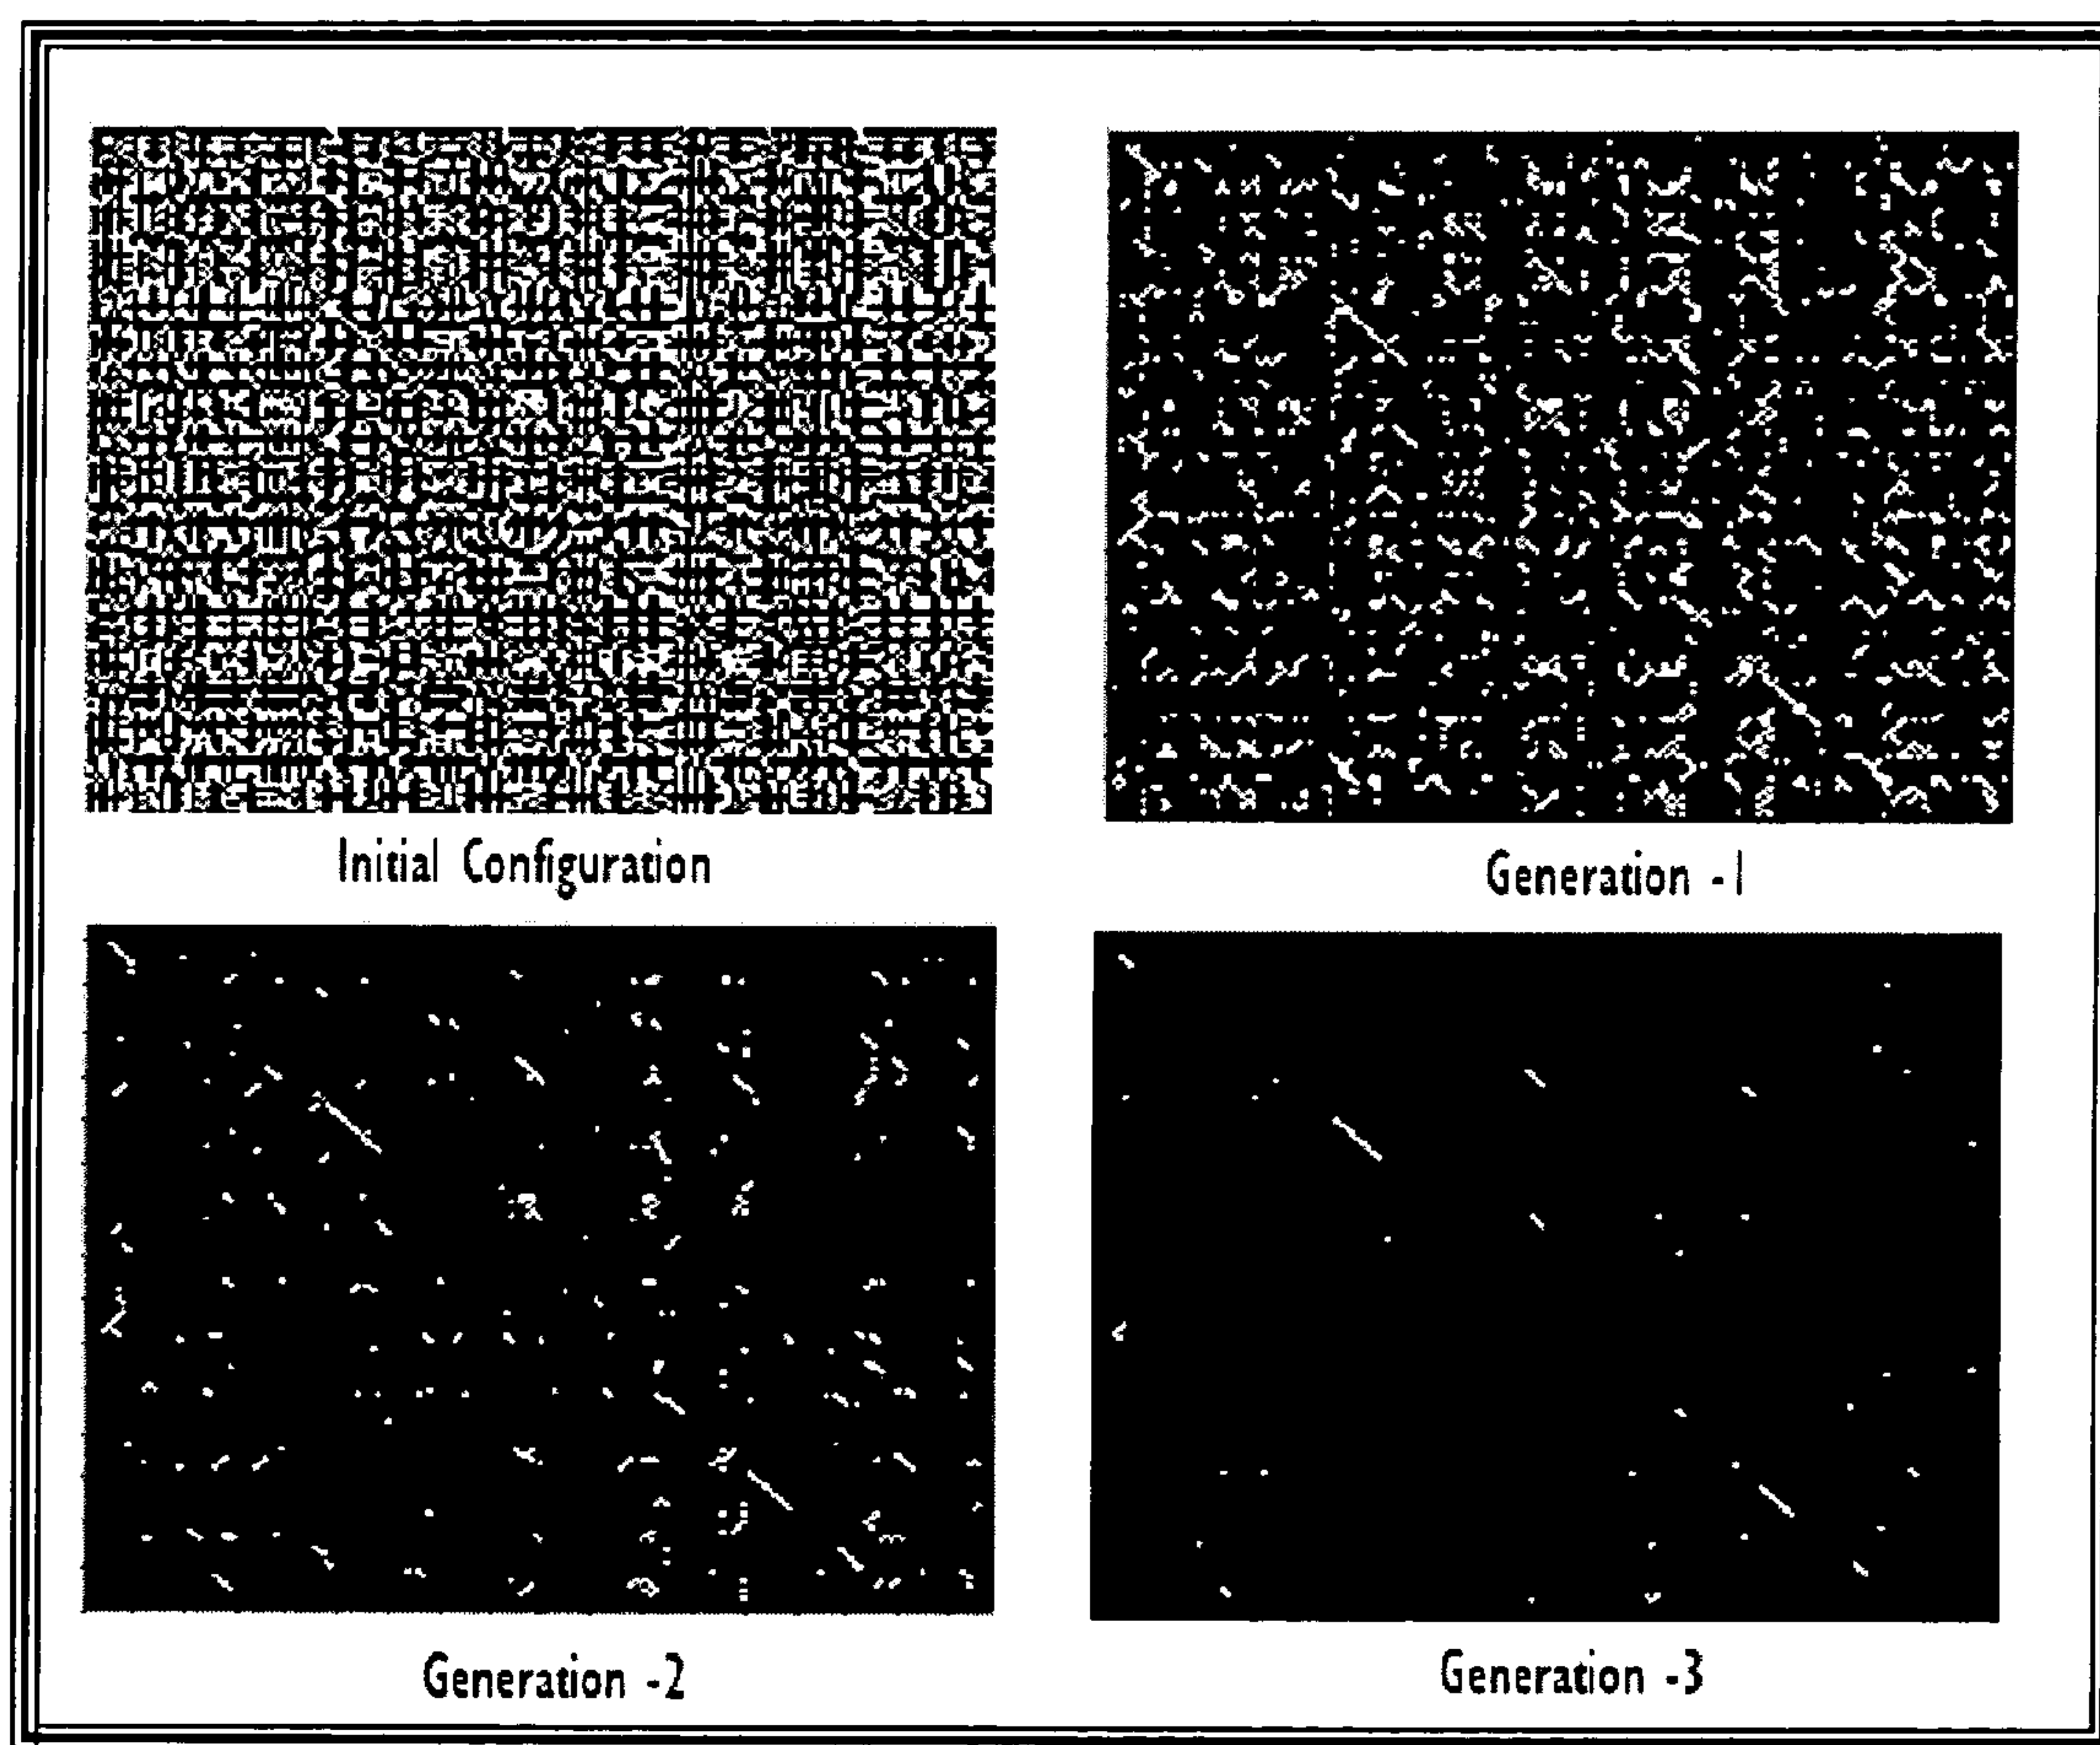 Initial Configuration
Generation -1
Generation -2
Generation -3